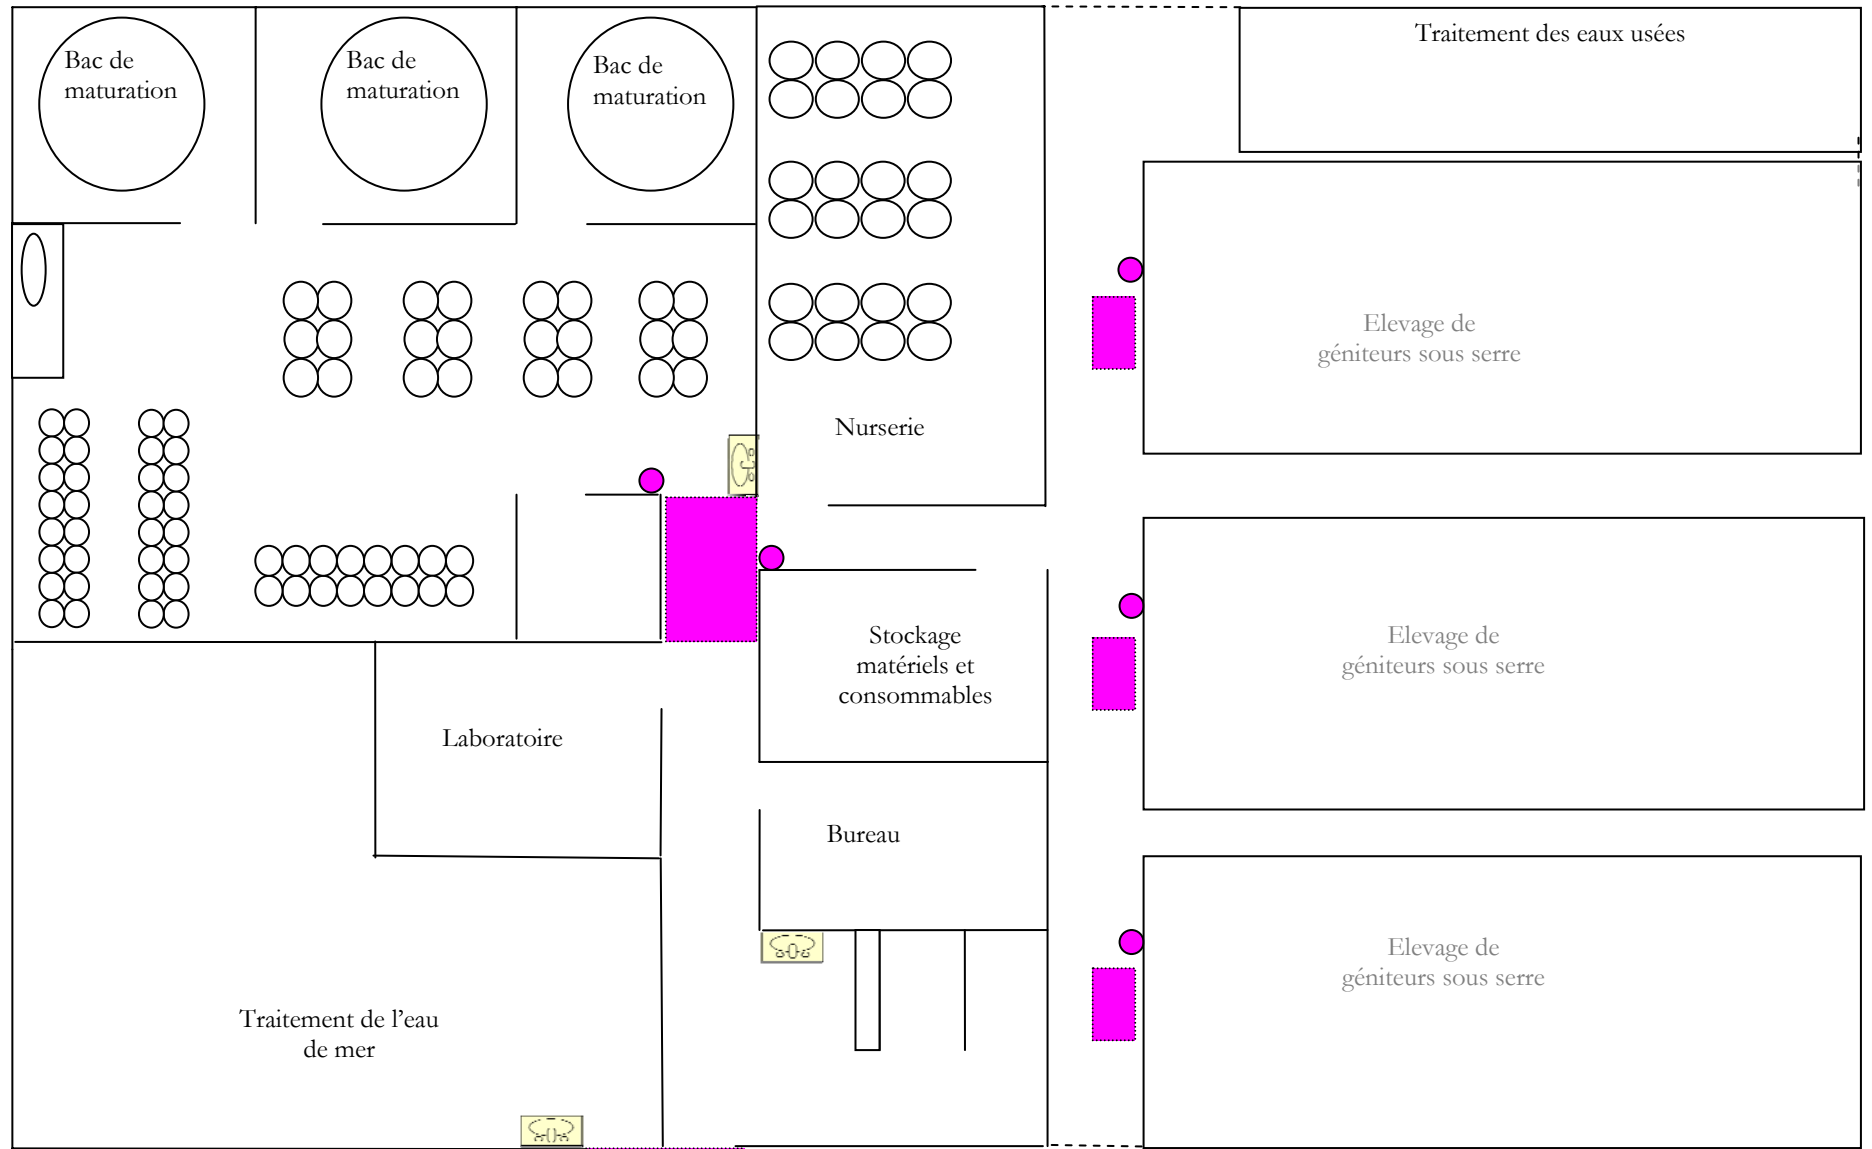 Bac de
maturation
Bac de
maturation
Bac de
maturation
Traitement des eaux usées
Elevage de
géniteurs sous serre
Nurserie
Stockage
matériels et
consommables
Elevage de
géniteurs sous serre
Laboratoire
Bureau
Elevage de
géniteurs sous serre
Traitement de l’eau
de mer